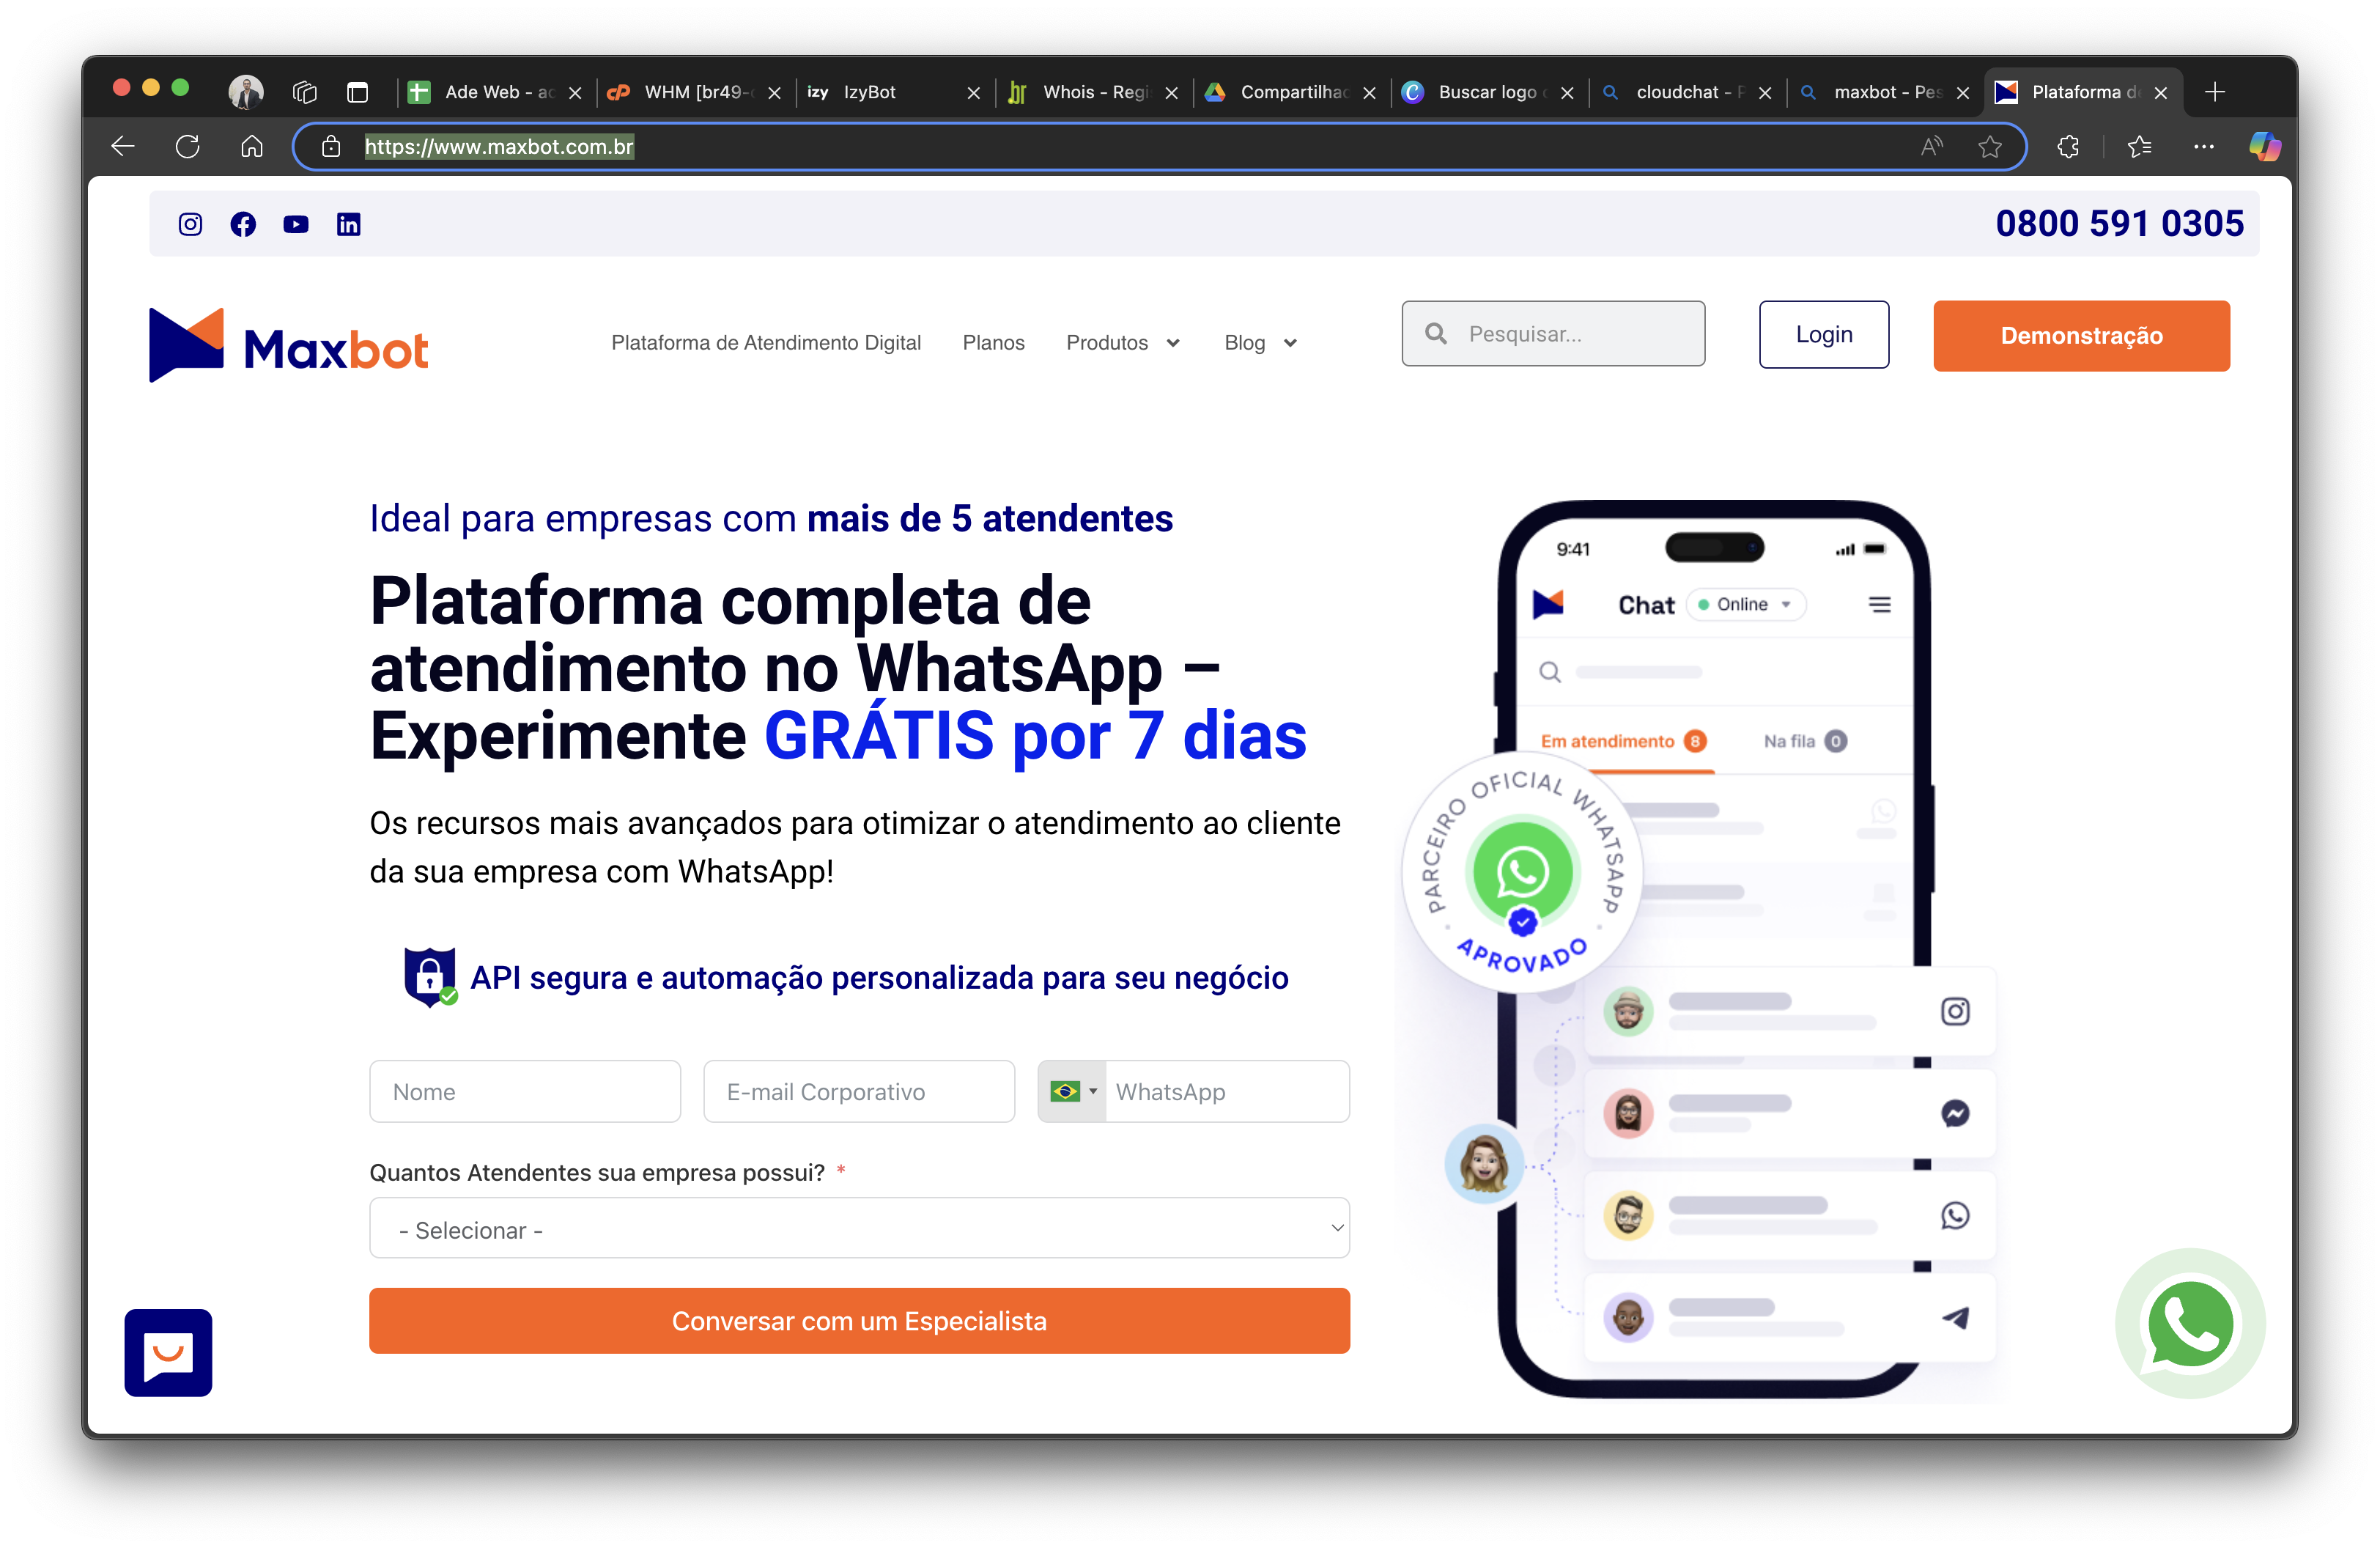 Ade Web - ac
WHM [br49-
izy IzyBot
Whois - Regi
Compartilhac
Buscar logo
cloudchat - P
maxbot - Pes
Plataforma d
https://www.maxbot.com.br
0800 591 0305
Maxbot
Plataforma de Atendimento Digital
Planos
Produtos
Blog
Pesquisar...
Login
Demonstração
Ideal para empresas com mais de 5 atendentes
Plataforma completa de
atendimento no WhatsApp –
Experimente GRÁTIS por 7 dias
Os recursos mais avançados para otimizar o atendimento ao cliente
da sua empresa com WhatsApp!
API segura e automação personalizada para seu negócio
Nome
E-mail Corporativo
WhatsApp
Quantos Atendentes sua empresa possui? *
- Selecionar -
Conversar com um Especialista
9:41
Chat
Online
Em atendimento 8
Na fila 0
PARCEIRO OFICIAL WHATSAPP
APROVADO